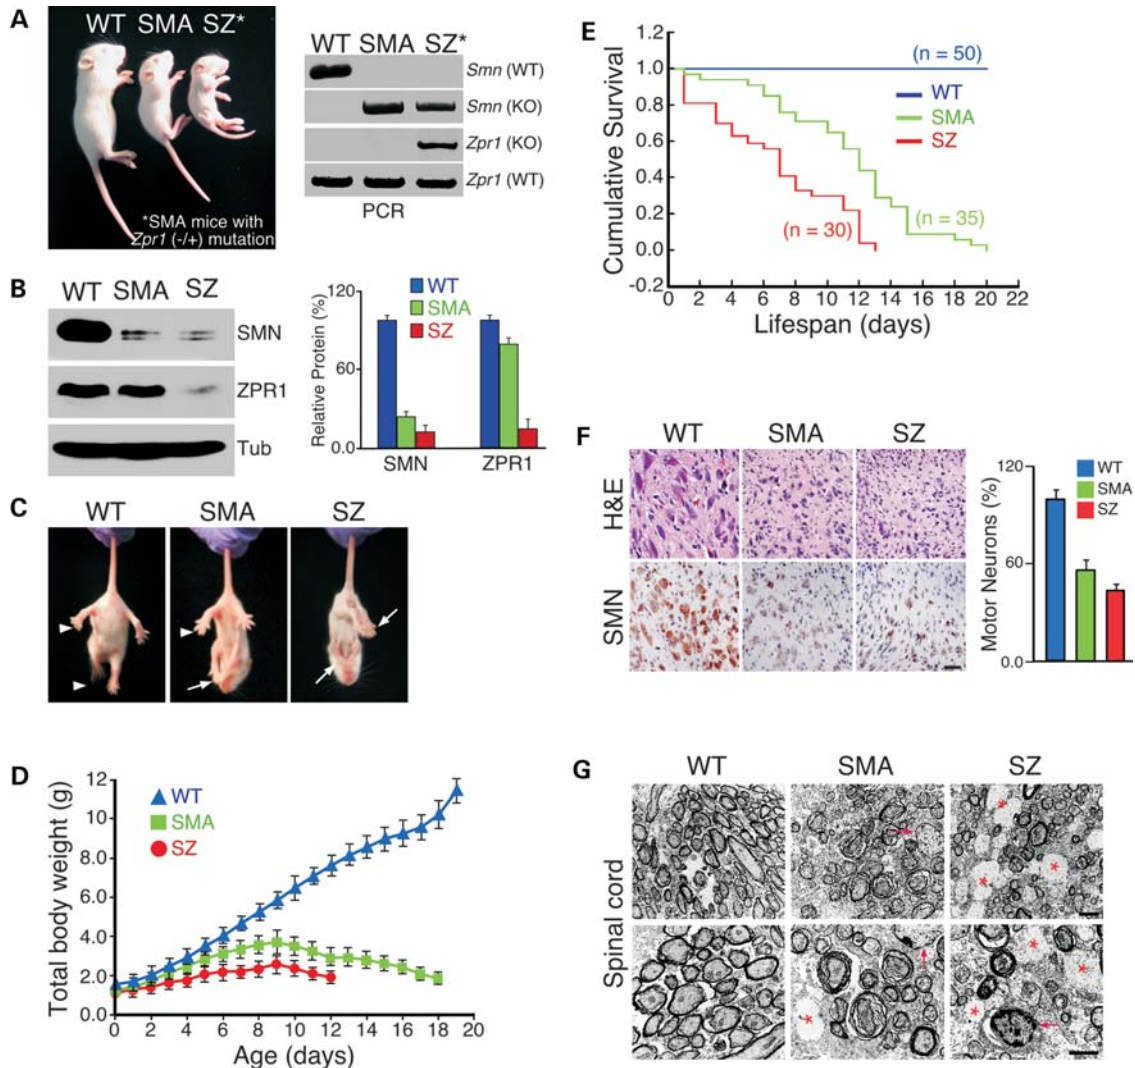 A
WT SMA SZ*
*SMA mice with
Zpr1 (-/+) mutation
WT SMA SZ*
Smn (WT)
Smn (KO)
Zpr1 (KO)
Zpr1 (WT)
PCR
B
WT SMA SZ
SMN
ZPR1
Tub
Relative Protein (%)
120
60
0.0
WT
SMA
SZ
SMN ZPR1
C
WT SMA SZ
D
Total body weight (g)
12
10
8.0
6.0
4.0
2.0
0.0
WT
SMA
SZ
0 2 4 6 8 10 12 14 16 18 20
Age (days)
E
Cumulative Survival
1.2
1.0
0.8
0.6
0.4
0.2
0.0
-0.2
(n = 50)
WT
SMA
SZ
(n = 30)
(n = 35)
0 2 4 6 8 10 12 14 16 18 20 22
Lifespan (days)
F
WT SMA SZ
H&E
SMN
Motor Neurons (%)
120
60
0.0
WT
SMA
SZ
G
WT SMA SZ
Spinal cord
* * *
* * * *